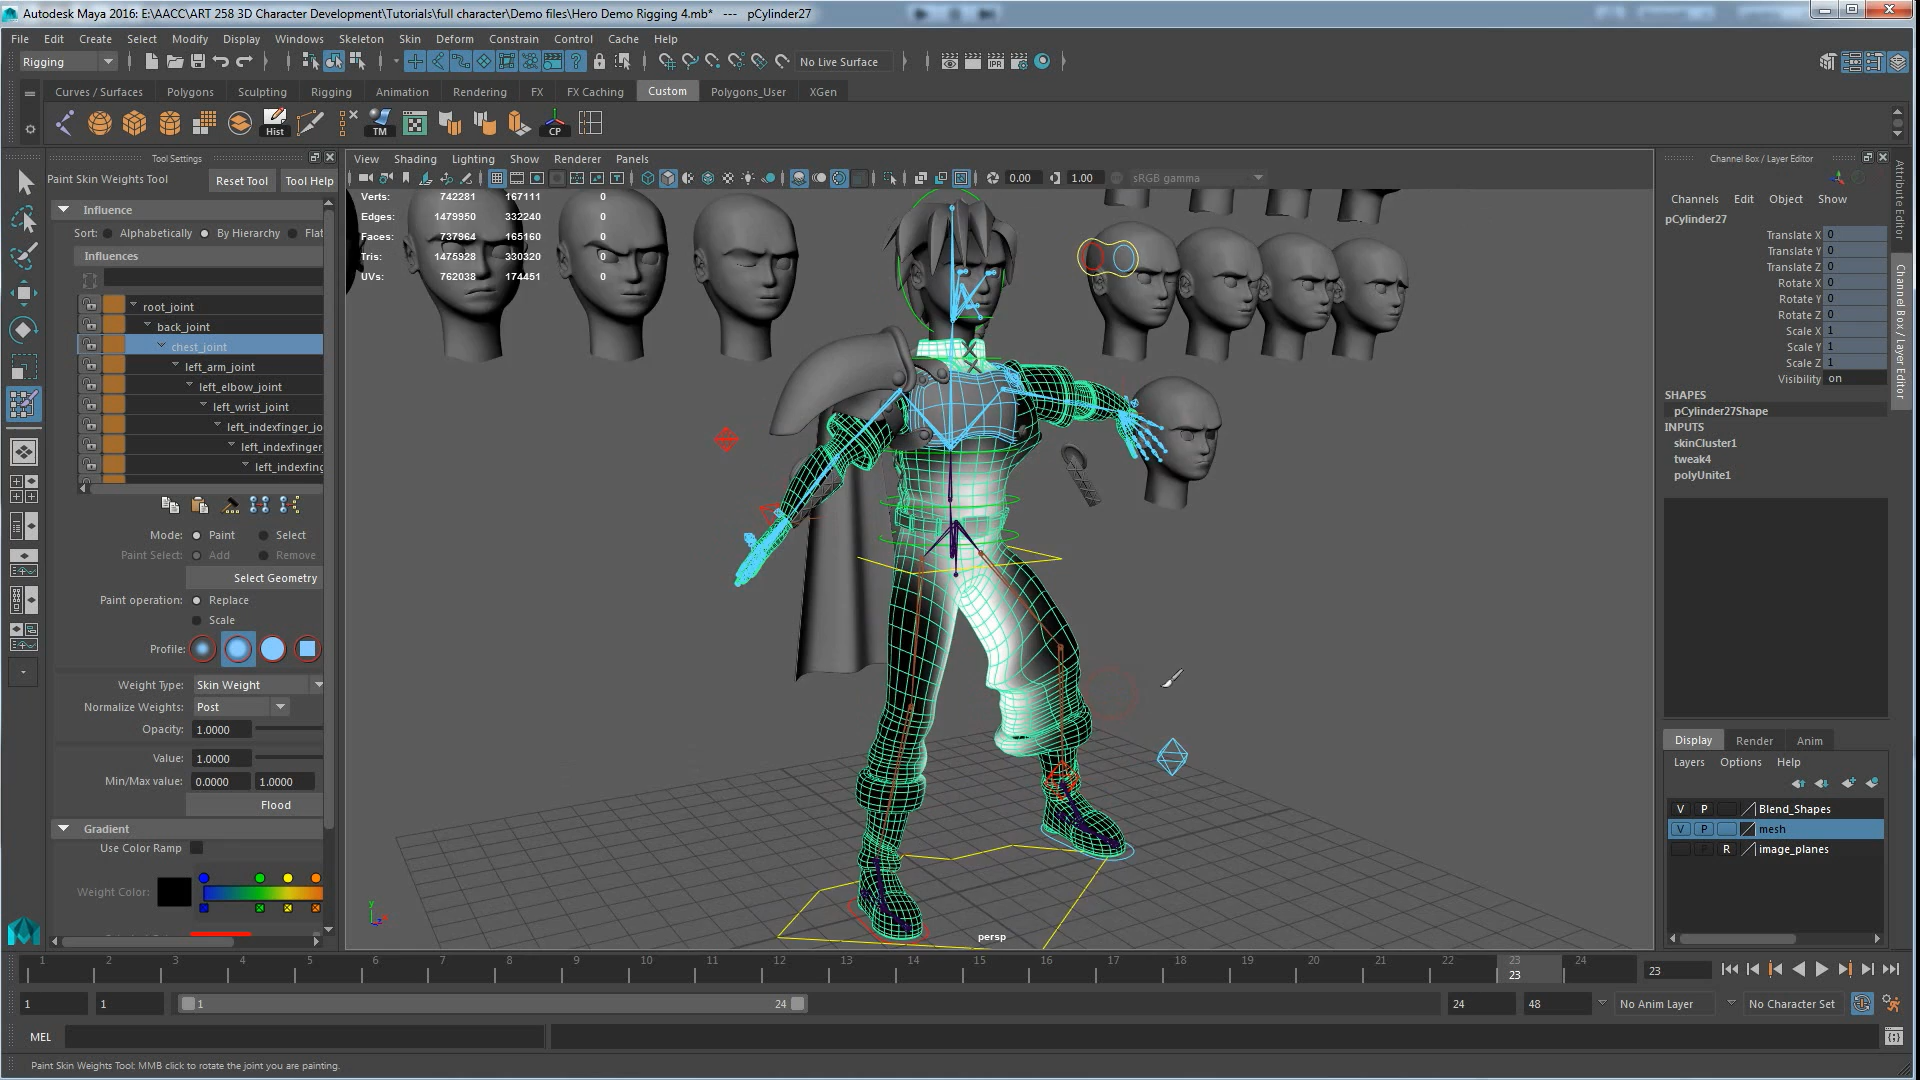 Autodesk Maya 2016: E:\AACC\ART 258 3D Character Development\Tutorials\full character\Demo files\Hero Demo Rigging 4.mb* --- pCylinder27
File Edit Create Select Modify Display Windows Skeleton Skin Deform Constrain Control Cache Help
Rigging
No Live Surface
IPR
Curves / Surfaces Polygons Sculpting Rigging Animation Rendering FX FX Caching Custom Polygons_User XGen
Hist TM CP
Tool Settings
Paint Skin Weights Tool Reset Tool Tool Help
Influence
Sort: Alphabetically By Hierarchy Flat
Influences
root_joint
back_joint
chest_joint
left_arm_joint
left_elbow_joint
left_wrist_joint
left_indexfinger_jo
left_indexfinger_
left_indexfing
Mode: Paint Select
Paint Select: Add Remove
Select Geometry
Paint operation: Replace
Scale
Profile:
Weight Type: Skin Weight
Normalize Weights: Post
Opacity: 1.0000
Value: 1.0000
Min/Max value: 0.0000 1.0000
Flood
Gradient
Use Color Ramp
Weight Color:
View Shading Lighting Show Renderer Panels
0.00 1.00 sRGB gamma
Verts: 742281 167111 0
Edges: 1479950 332240 0
Faces: 737964 165160 0
Tris: 1475928 330320 0
UVs: 762038 174451 0
y
persp
Channel Box / Layer Editor
Channels Edit Object Show
pCylinder27
Translate X 0
Translate Y 0
Translate Z 0
Rotate X 0
Rotate Y 0
Rotate Z 0
Scale X 1
Scale Y 1
Scale Z 1
Visibility on
SHAPES
pCylinder27Shape
INPUTS
skinCluster1
tweak4
polyUnite1
Attribute Editor
Channel Box / Layer Editor
Display Render Anim
Layers Options Help
V P Blend_Shapes
V P mesh
P R image_planes
1 2 3 4 5 6 7 8 9 10 11 12 13 14 15 16 17 18 19 20 21 22 23 24
23
23
1 1 1 24 24 48 No Anim Layer No Character Set
MEL
Paint Skin Weights Tool: MMB click to rotate the joint you are painting.